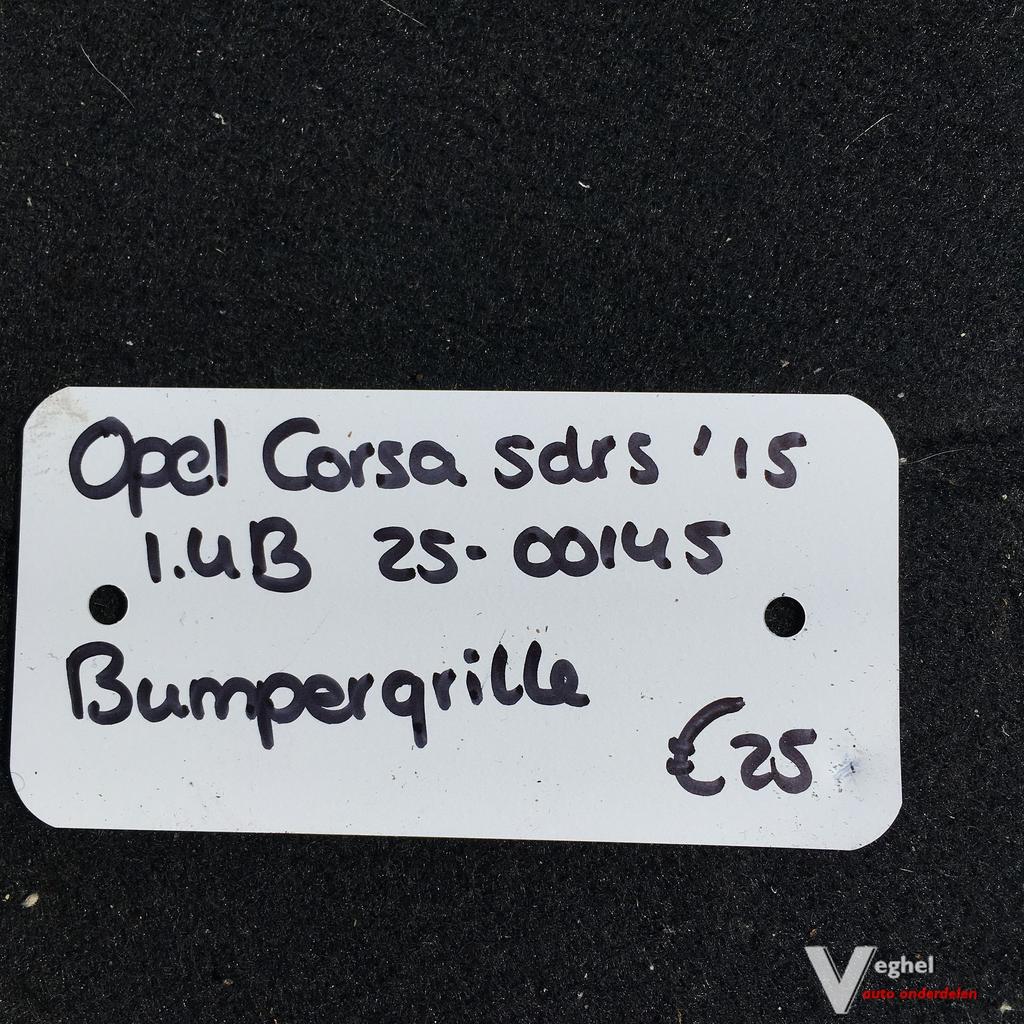 Opel Corsa 5drs '15
1.4B 25-00145
Bumpergrille
€25
Veghel
auto onderdelen